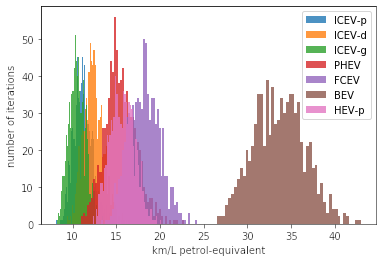 ICEV-p
ICEV-d
ICEV-g
PHEV
FCEV
BEV
HEV-p
number of iterations
50
40
30
20
10
0
10 15 20 25 30 35 40
km/L petrol-equivalent